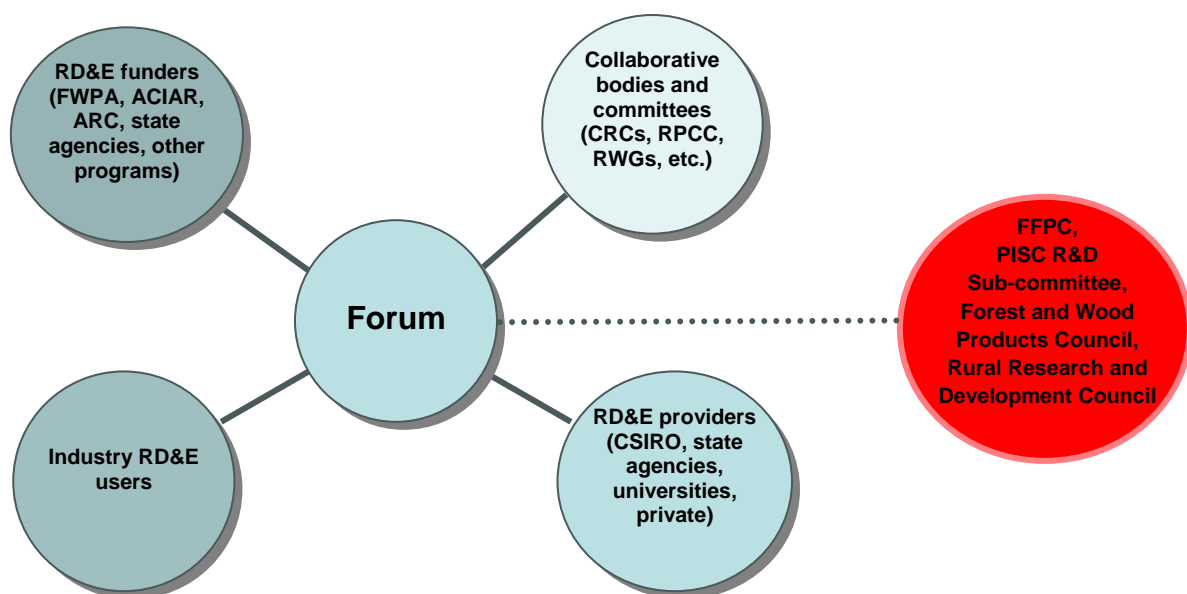 RD&E funders
(FWPA, ACIAR,
ARC, state
agencies, other
programs)
Collaborative
bodies and
committees
(CRCs, RPCC,
RWGs, etc.)
Forum
FFPC,
PISC R&D
Sub-committee,
Forest and Wood
Products Council,
Rural Research and
Development Council
Industry RD&E
users
RD&E providers
(CSIRO, state
agencies,
universities,
private)